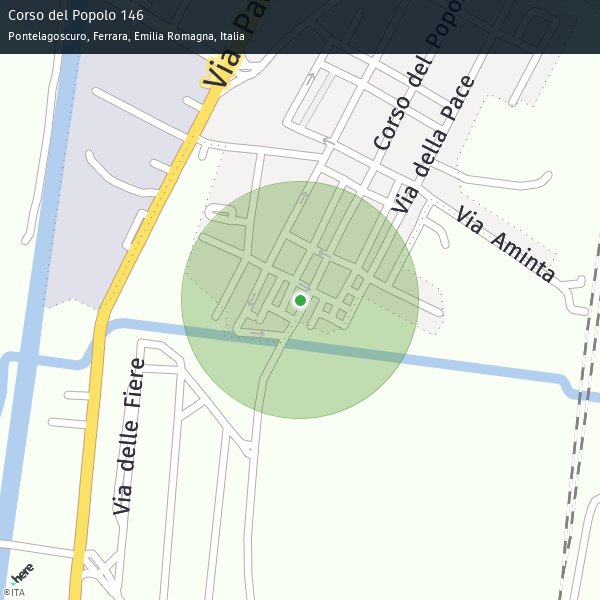 Corso del Popolo 146
Pontelagoscuro, Ferrara, Emilia Romagna, Italia
Via Pa
Corso del Popol
Via della Pace
Via Aminta
Via delle Fiere
here
©ITA